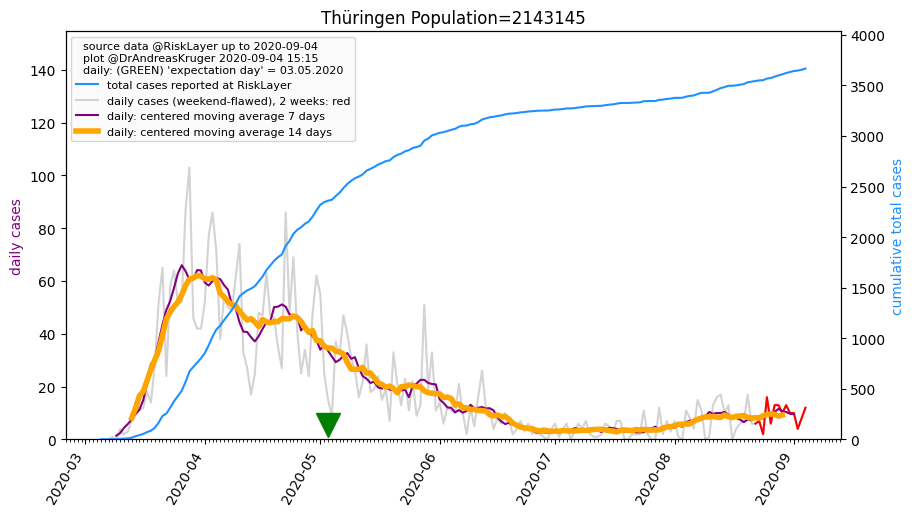 Thüringen Population=2143145
source data @RiskLayer up to 2020-09-04
plot @DrAndreasKruger 2020-09-04 15:15
daily: (GREEN) 'expectation day' = 03.05.2020
total cases reported at RiskLayer
daily cases (weekend-flawed), 2 weeks: red
daily: centered moving average 7 days
daily: centered moving average 14 days
daily cases
140
120
100
80
60
40
20
0
4000
3500
3000
2500
2000
1500
1000
500
0
cumulative total cases
2020-03
2020-04
2020-05
2020-06
2020-07
2020-08
2020-09